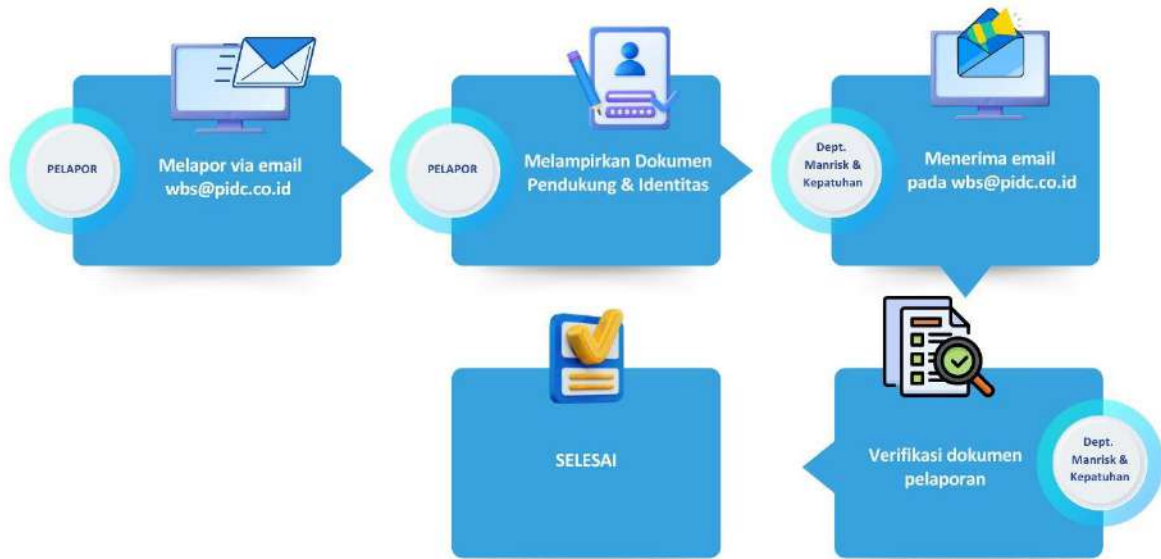 PELAPOR
Melapor via email
wbs@pidc.co.id
PELAPOR
Melampirkan Dokumen
Pendukung & Identitas
Dept.
Manrisk &
Kepatuhan
Menerima email
pada wbs@pidc.co.id
Verifikasi dokumen
pelaporan
Dept.
Manrisk &
Kepatuhan
SELESAI